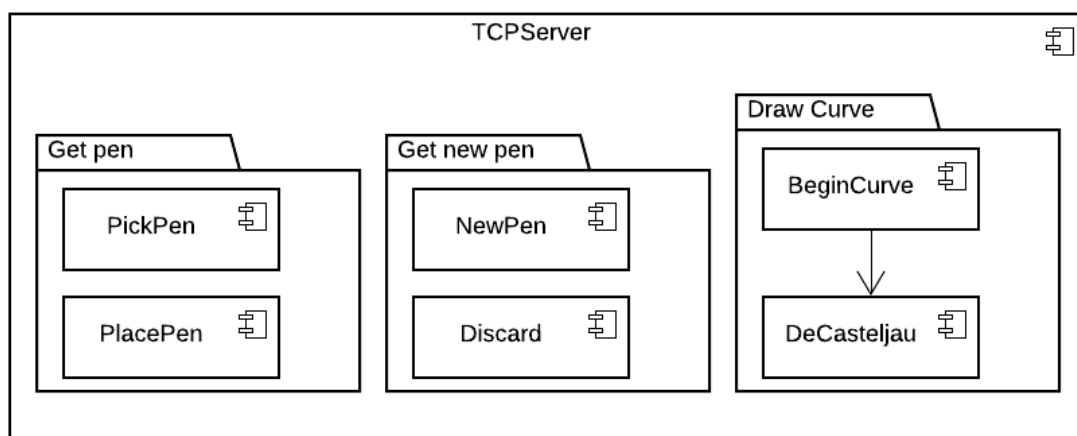 TCPServer
Get pen
PickPen
PlacePen
Get new pen
NewPen
Discard
Draw Curve
BeginCurve
DeCasteljau